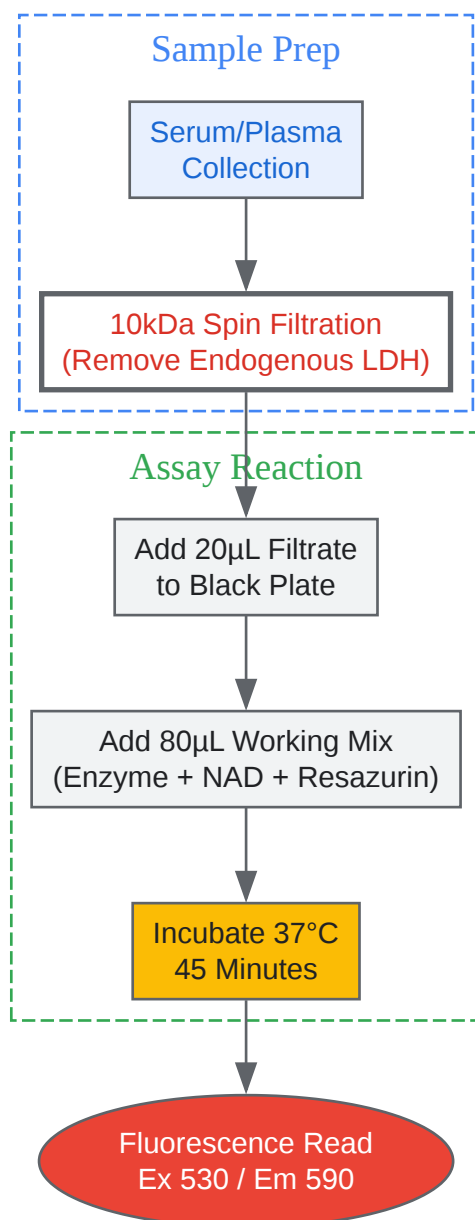 Sample Prep
Serum/Plasma
Collection
10kDa Spin Filtration
(Remove Endogenous LDH)
Assay Reaction
Add 20µL Filtrate
to Black Plate
Add 80µL Working Mix
(Enzyme + NAD + Resazurin)
Incubate 37°C
45 Minutes
Fluorescence Read
Ex 530 / Em 590